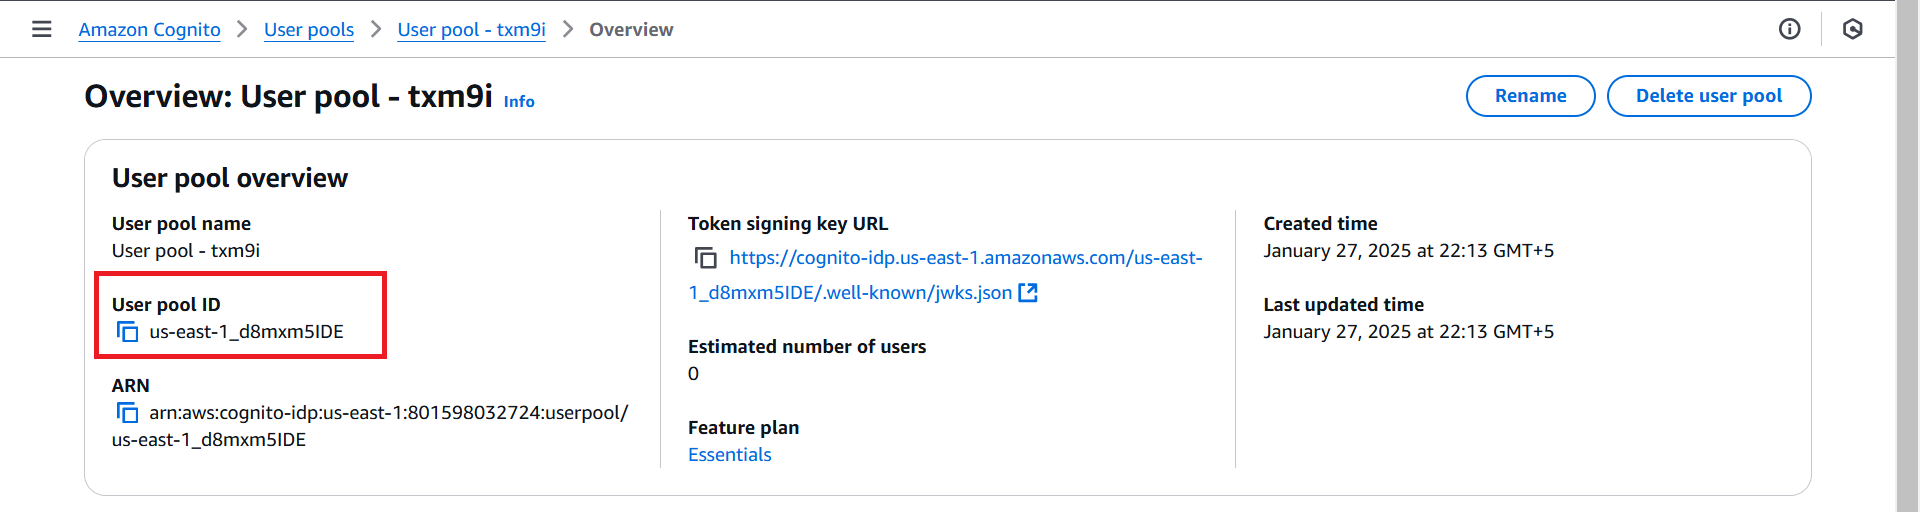 Amazon Cognito > User pools > User pool - txm9i > Overview
Overview: User pool - txm9i Info
Rename
Delete user pool
User pool overview
User pool name
User pool - txm9i
User pool ID
us-east-1_d8mxm5IDE
ARN
arn:aws:cognito-idp:us-east-1:801598032724:userpool/
us-east-1_d8mxm5IDE
Token signing key URL
https://cognito-idp.us-east-1.amazonaws.com/us-east-
1_d8mxm5IDE/.well-known/jwks.json
Estimated number of users
0
Feature plan
Essentials
Created time
January 27, 2025 at 22:13 GMT+5
Last updated time
January 27, 2025 at 22:13 GMT+5